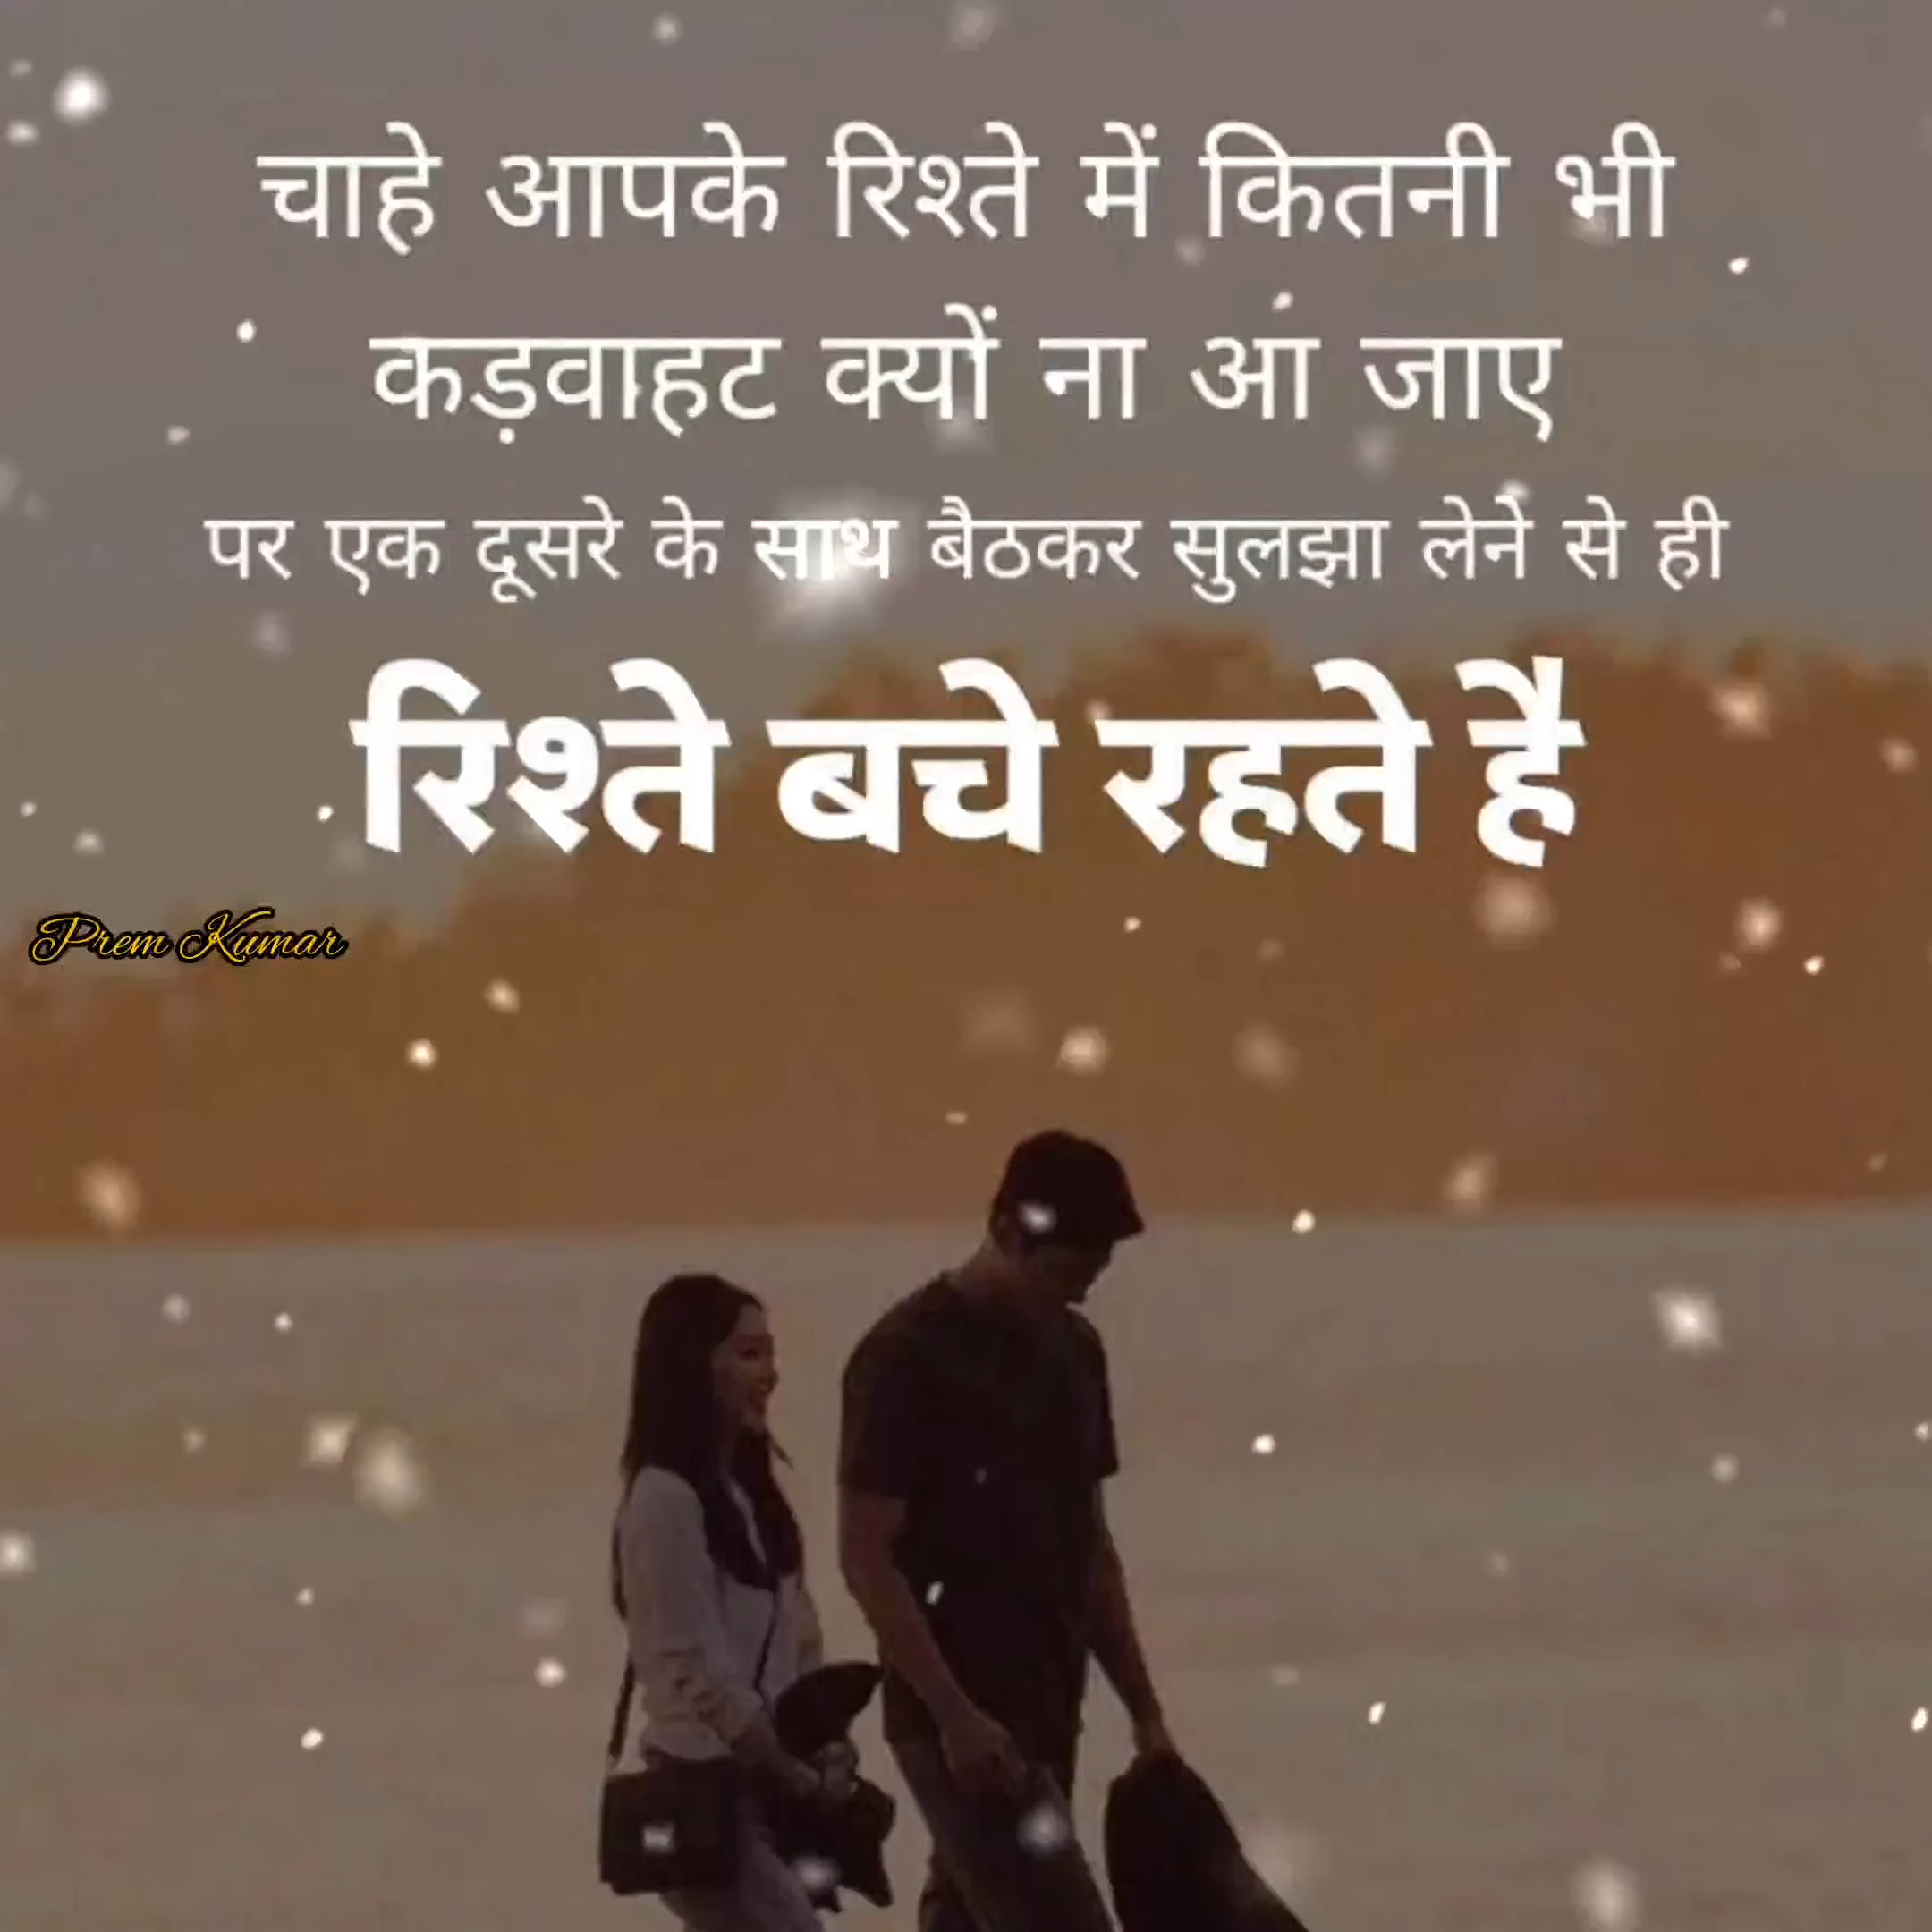 चाहे आपके रिश्ते में कितनी भी
कड़वाहट क्यों ना आ जाए
पर एक दूसरे के साथ बैठकर सुलझा लेने से ही
रिश्ते बचे रहते है
Prem Kumar